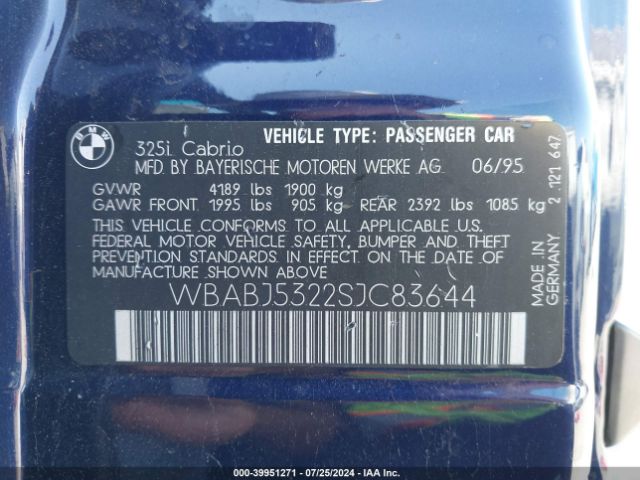 BMW
325i Cabrio
VEHICLE TYPE: PASSENGER CAR
MFD BY BAYERISCHE MOTOREN WERKE AG 06/95
GVWR 4189 lbs 1900 kg
GAWR FRONT 1995 lbs 905 kg REAR 2392 lbs 1085 kg
THIS VEHICLE CONFORMS TO ALL APPLICABLE U.S.
FEDERAL MOTOR VEHICLE SAFETY, BUMPER AND THEFT
PREVENTION STANDARDS IN EFFECT ON THE DATE OF
MANUFACTURE SHOWN ABOVE
WBABJ5322SJC83644
MADE IN
GERMANY
2 121 647
COPART - 39951271 - 07/25/2024 - IAA Inc.